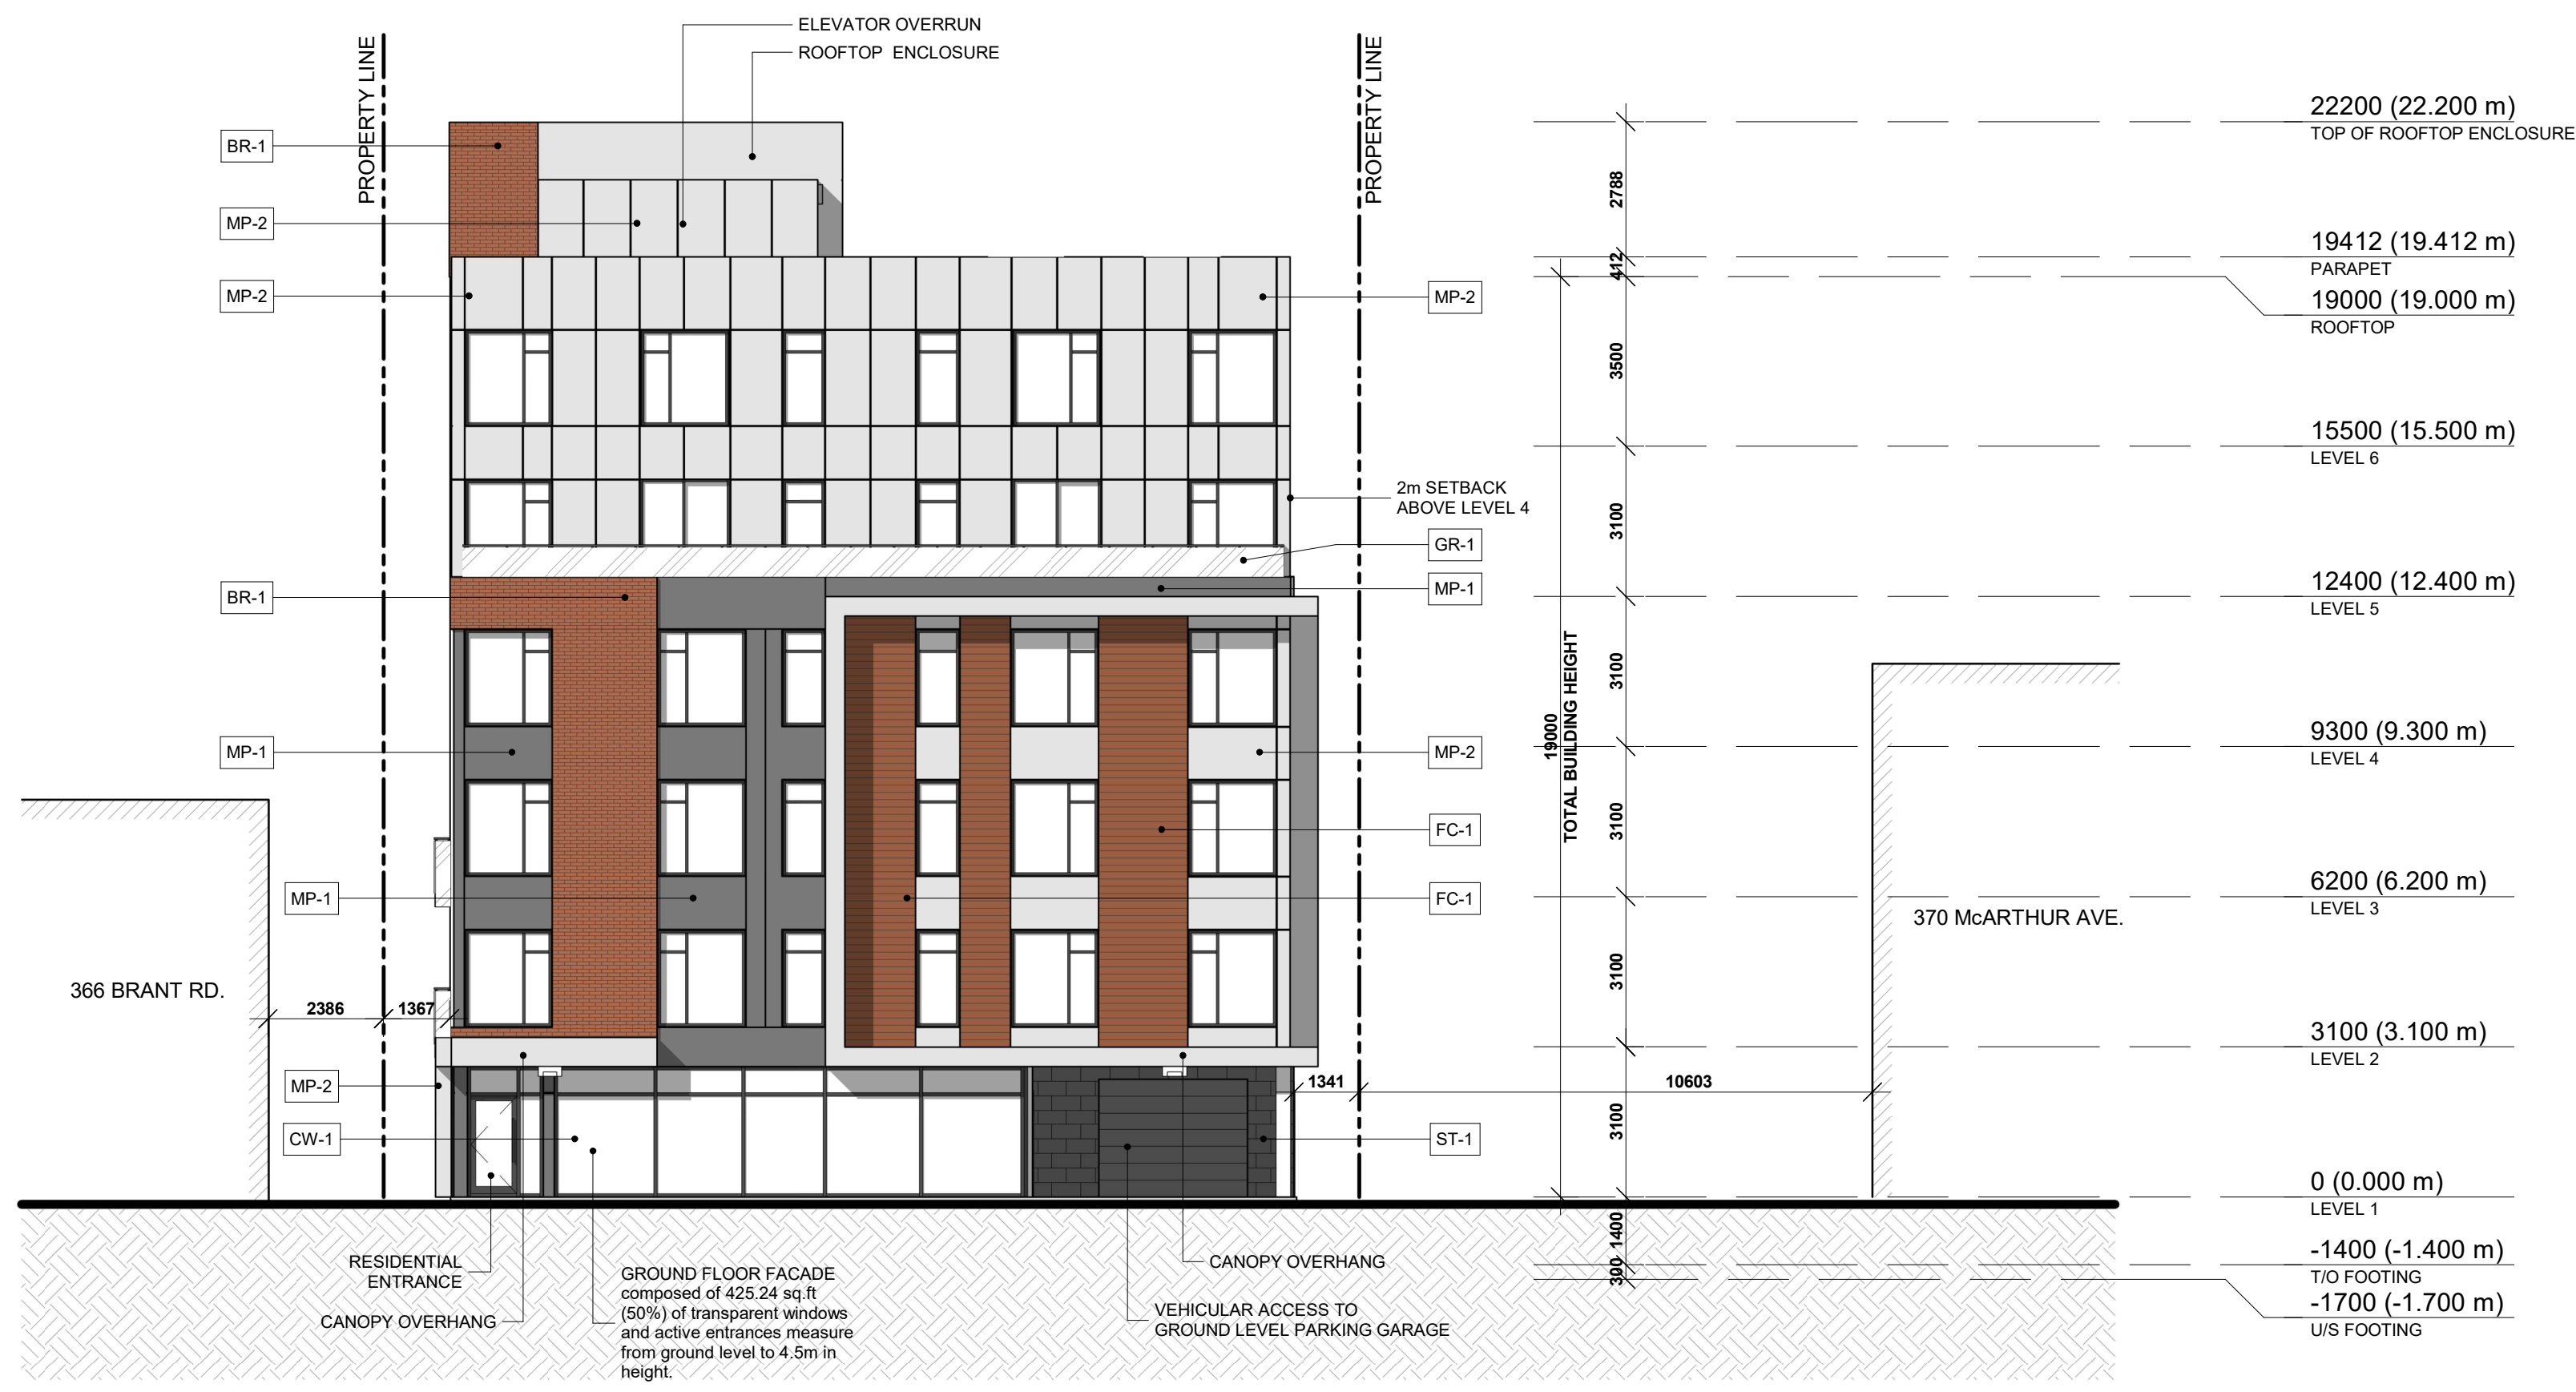 ELEVATOR OVERRUN
ROOFTOP ENCLOSURE
PROPERTY LINE
PROPERTY LINE
BR-1
MP-2
MP-2
MP-2
2m SETBACK
ABOVE LEVEL 4
GR-1
BR-1
MP-1
MP-1
MP-2
FC-1
MP-1
FC-1
366 BRANT RD.
370 McARTHUR AVE.
2386
1367
MP-2
1341
10603
CW-1
ST-1
RESIDENTIAL
ENTRANCE
CANOPY OVERHANG
GROUND FLOOR FACADE
composed of 425.24 sq.ft
(50%) of transparent windows
and active entrances measure
from ground level to 4.5m in
height.
CANOPY OVERHANG
VEHICULAR ACCESS TO
GROUND LEVEL PARKING GARAGE
2788
412
3500
3100
3100
3100
3100
3100
3100
1400
300
19000
TOTAL BUILDING HEIGHT
22200 (22.200 m)
TOP OF ROOFTOP ENCLOSURE
19412 (19.412 m)
PARAPET
19000 (19.000 m)
ROOFTOP
15500 (15.500 m)
LEVEL 6
12400 (12.400 m)
LEVEL 5
9300 (9.300 m)
LEVEL 4
6200 (6.200 m)
LEVEL 3
3100 (3.100 m)
LEVEL 2
0 (0.000 m)
LEVEL 1
-1400 (-1.400 m)
T/O FOOTING
-1700 (-1.700 m)
U/S FOOTING